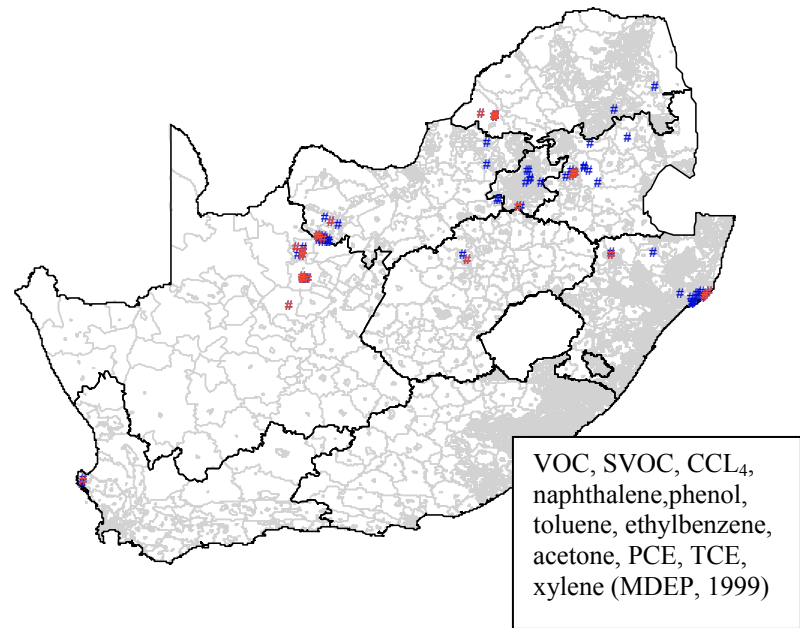 VOC, SVOC, CCL₄,
naphthalene,phenol,
toluene, ethylbenzene,
acetone, PCE, TCE,
xylene (MDEP, 1999)